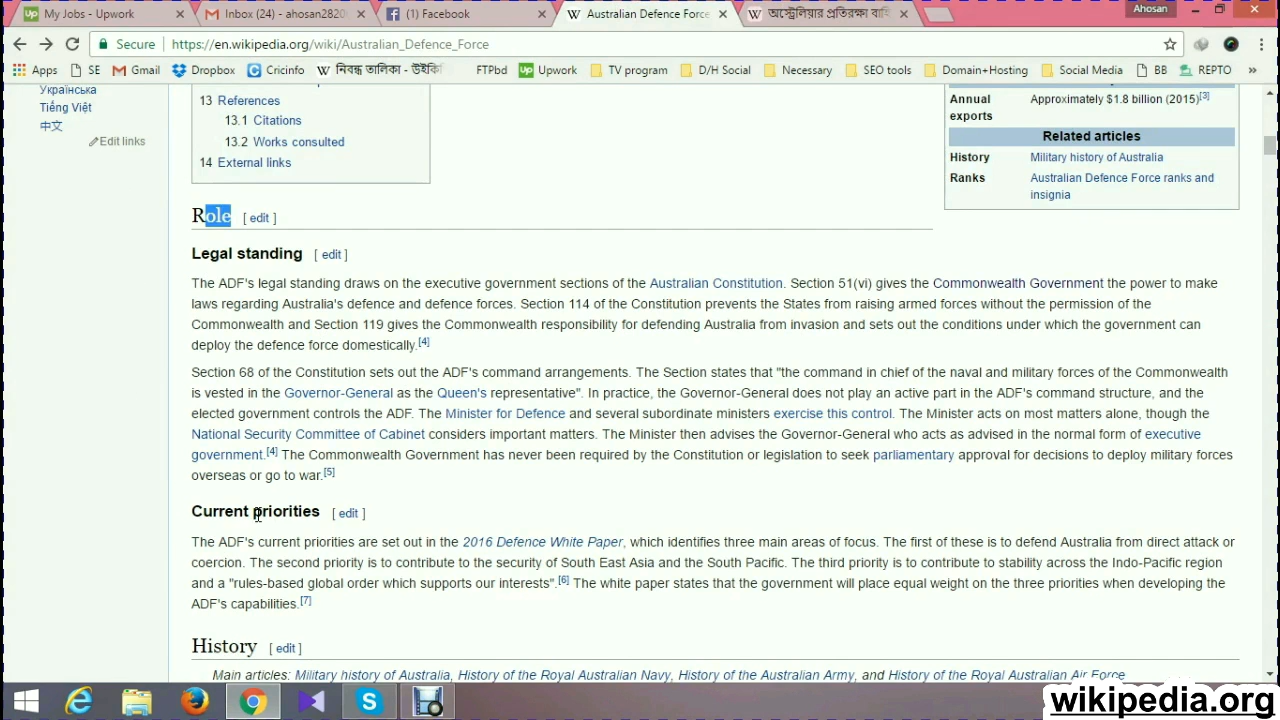 My Jobs - Upwork
Inbox (24) - ahosan2820
(1) Facebook
Australian Defence Force
অস্ট্রেলিয়ার প্রতিরক্ষা বাহি
Ahosan
Secure
https://en.wikipedia.org/wiki/Australian_Defence_Force
Apps
SE
Gmail
Dropbox
Cricinfo
নিবন্ধ তালিকা - উইকি
FTPbd
Upwork
TV program
D/H Social
Necessary
SEO tools
Domain+Hosting
Social Media
BB
REPTO
»
Українська
Tiếng Việt
中文
Edit links
13 References
13.1 Citations
13.2 Works consulted
14 External links
Annual exports
Approximately $1.8 billion (2015)[3]
Related articles
History
Military history of Australia
Ranks
Australian Defence Force ranks and
insignia
Role [ edit ]
Legal standing [ edit ]
The ADF's legal standing draws on the executive government sections of the Australian Constitution. Section 51(vi) gives the Commonwealth Government the power to make
laws regarding Australia's defence and defence forces. Section 114 of the Constitution prevents the States from raising armed forces without the permission of the
Commonwealth and Section 119 gives the Commonwealth responsibility for defending Australia from invasion and sets out the conditions under which the government can
deploy the defence force domestically.[4]
Section 68 of the Constitution sets out the ADF's command arrangements. The Section states that "the command in chief of the naval and military forces of the Commonwealth
is vested in the Governor-General as the Queen's representative". In practice, the Governor-General does not play an active part in the ADF's command structure, and the
elected government controls the ADF. The Minister for Defence and several subordinate ministers exercise this control. The Minister acts on most matters alone, though the
National Security Committee of Cabinet considers important matters. The Minister then advises the Governor-General who acts as advised in the normal form of executive
government.[4] The Commonwealth Government has never been required by the Constitution or legislation to seek parliamentary approval for decisions to deploy military forces
overseas or go to war.[5]
Current priorities [ edit ]
The ADF's current priorities are set out in the 2016 Defence White Paper, which identifies three main areas of focus. The first of these is to defend Australia from direct attack or
coercion. The second priority is to contribute to the security of South East Asia and the South Pacific. The third priority is to contribute to stability across the Indo-Pacific region
and a "rules-based global order which supports our interests".[6] The white paper states that the government will place equal weight on the three priorities when developing the
ADF's capabilities.[7]
History [ edit ]
Main articles: Military history of Australia, History of the Royal Australian Navy, History of the Australian Army, and History of the Royal Australian Air Force
wikipedia.org